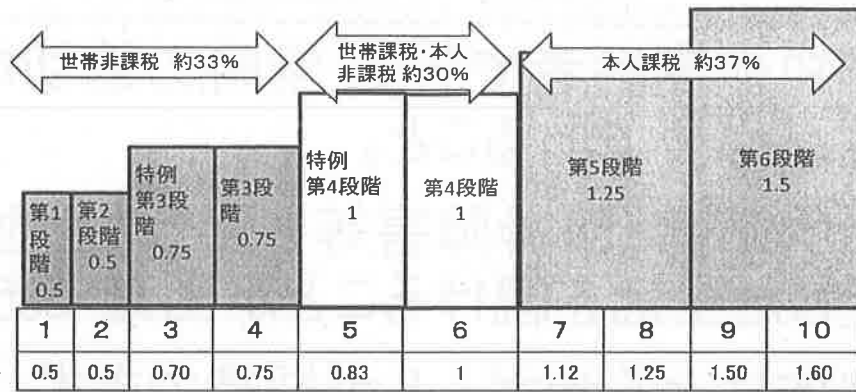 世帯非課税 約33%
世帯課税・本人
非課税 約30%
本人課税 約37%
第1
段
階
0.5
第2
段階
0.5
特例
第3段
階
0.75
第3段
階
0.75
特例
第4段階
1
第4段階
1
第5段階
1.25
第6段階
1.5
1 2 3 4 5 6 7 8 9 10
0.5 0.5 0.70 0.75 0.83 1 1.12 1.25 1.50 1.60